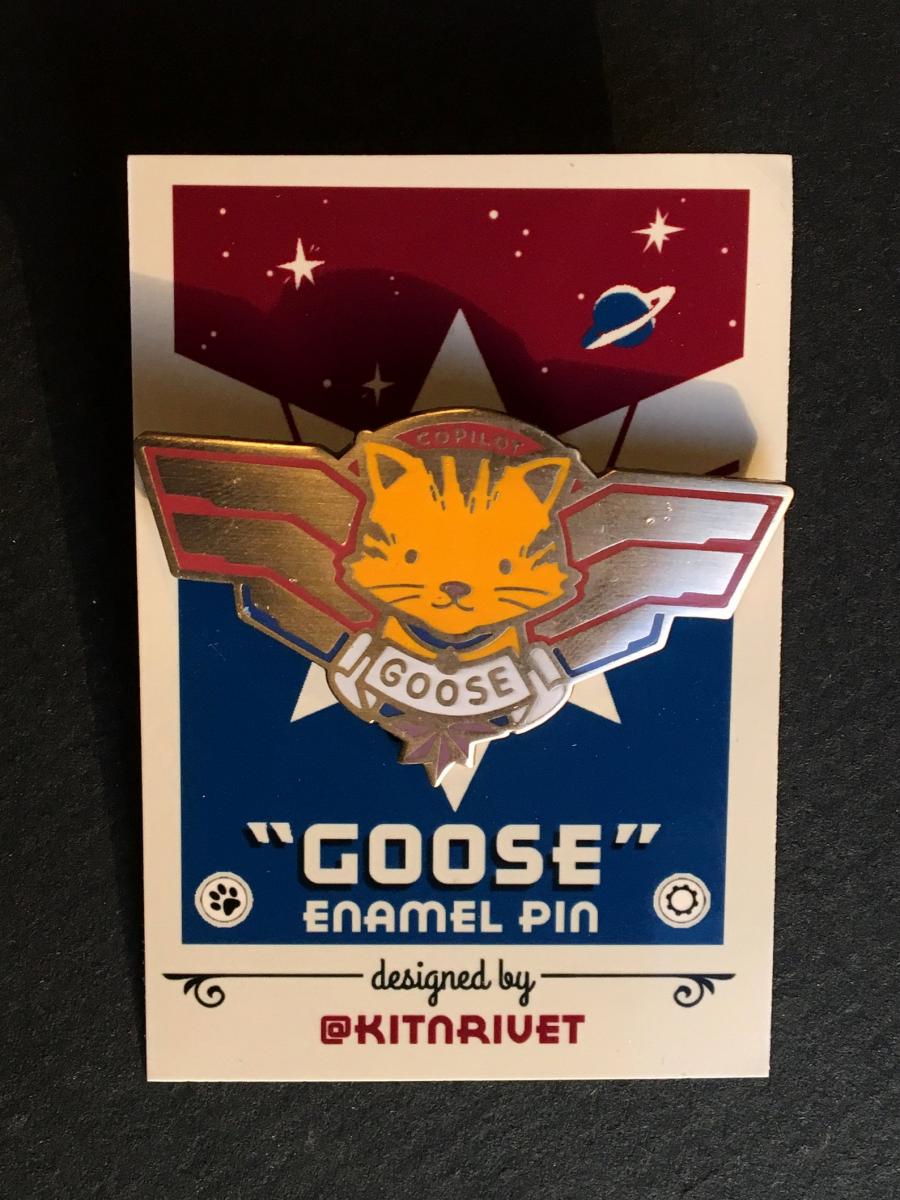 COPILOT
GOOSE
"GOOSE"
ENAMEL PIN
designed by
@KITNRIVET